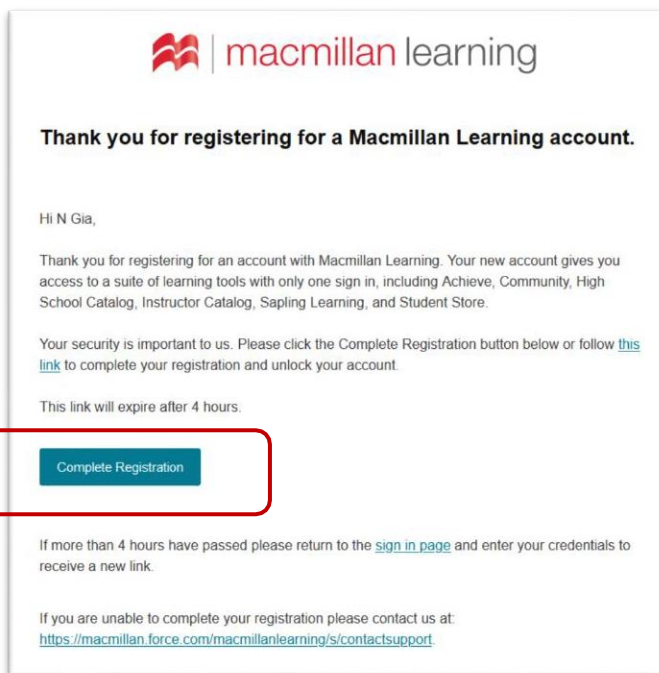 macmillan learning
Thank you for registering for a Macmillan Learning account.
Hi N Gia,
Thank you for registering for an account with Macmillan Learning. Your new account gives you
access to a suite of learning tools with only one sign in, including Achieve, Community, High
School Catalog, Instructor Catalog, Sapling Learning, and Student Store.
Your security is important to us. Please click the Complete Registration button below or follow this
link to complete your registration and unlock your account.
This link will expire after 4 hours.
Complete Registration
If more than 4 hours have passed please return to the sign in page and enter your credentials to
receive a new link.
If you are unable to complete your registration please contact us at:
https://macmillan.force.com/macmillanlearning/s/contactsupport.